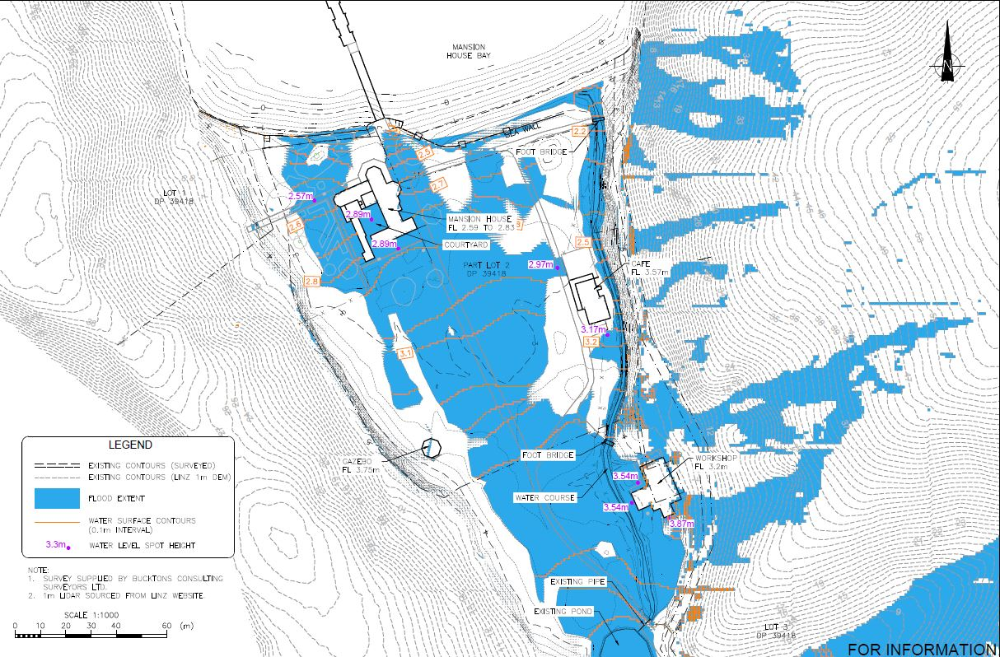 MANSION
HOUSE BAY
N
SEA WALL
2.2
2.5
FOOT BRIDGE
2.7
LOT 1
DP 39418
2.57m
2.89m
2.6
MANSION HOUSE
FL 2.59 TO 2.83
2.89m
COURTYARD
2.5
PART LOT 2
DP 39418
2.97m
CAFE
FL 3.57m
2.8
3.17m
3.2
3.1
FOOT BRIDGE
GAZEBO
FL 3.75m
WORKSHOP
FL 3.2m
3.54m
WATER COURSE
3.54m
3.87m
EXISTING PIPE
EXISTING POND
LOT 3
DP 39418
LEGEND
EXISTING CONTOURS (SURVEYED)
EXISTING CONTOURS (LINZ 1m DEM)
FLOOD EXTENT
WATER SURFACE CONTOURS
(0.1m INTERVAL)
3.3m
WATER LEVEL SPOT HEIGHT
NOTE:
1. SURVEY SUPPLIED BY BUCKTONS CONSULTING
SURVEYORS LTD.
2. 1m LIDAR SOURCED FROM LINZ WEBSITE.
SCALE 1:1000
0 10 20 30 40 60 (m)
FOR INFORMATION